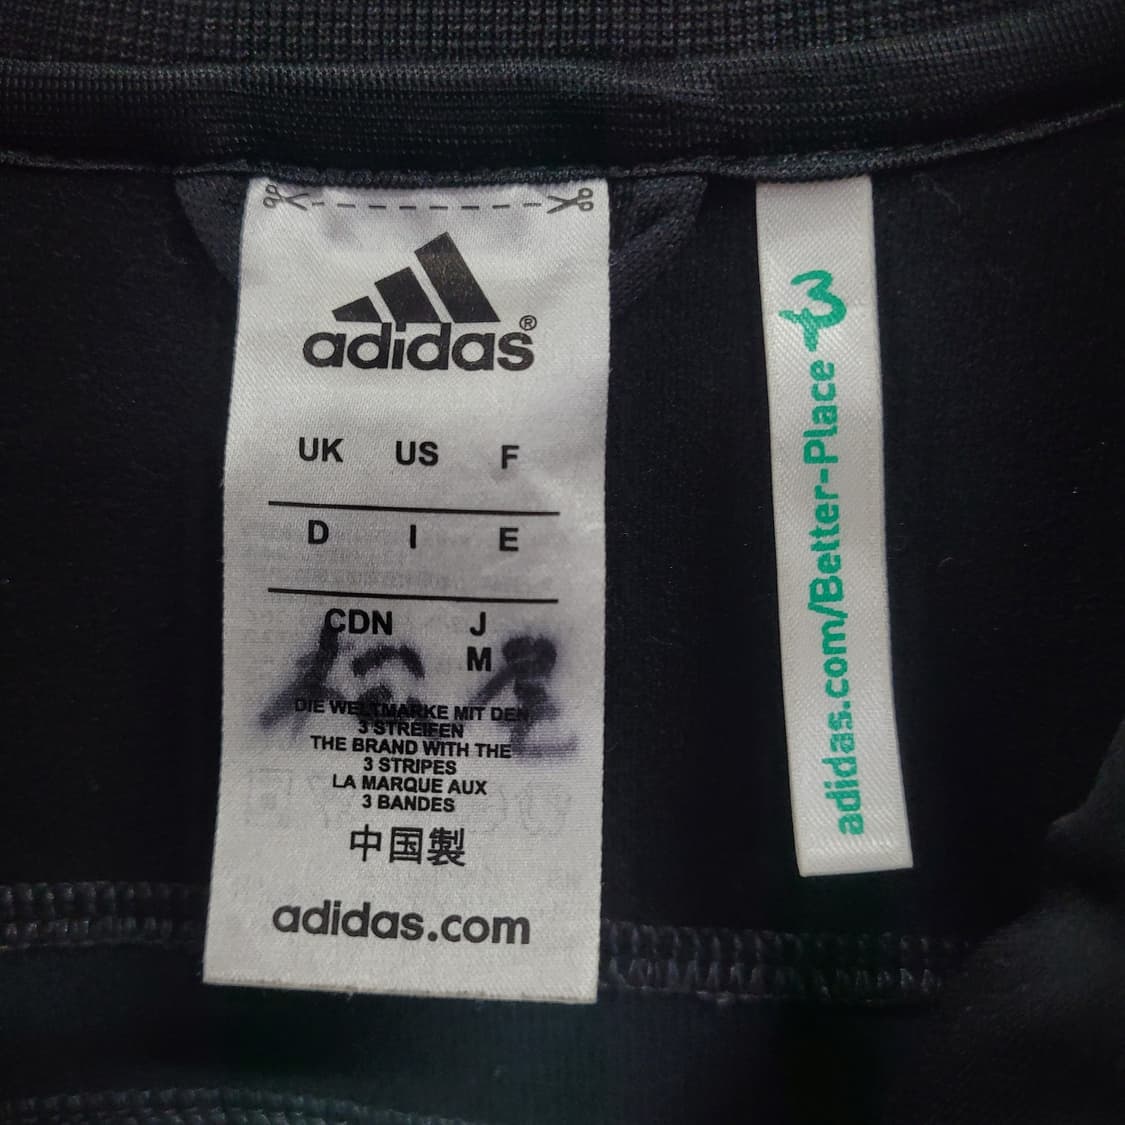 adidas®
UK US F
D I E
CDN J
M
DIE WELTMARKE MIT DEN
3 STREIFEN
THE BRAND WITH THE
3 STRIPES
LA MARQUE AUX
3 BANDES
中国製
adidas.com
adidas.com/Better-Place